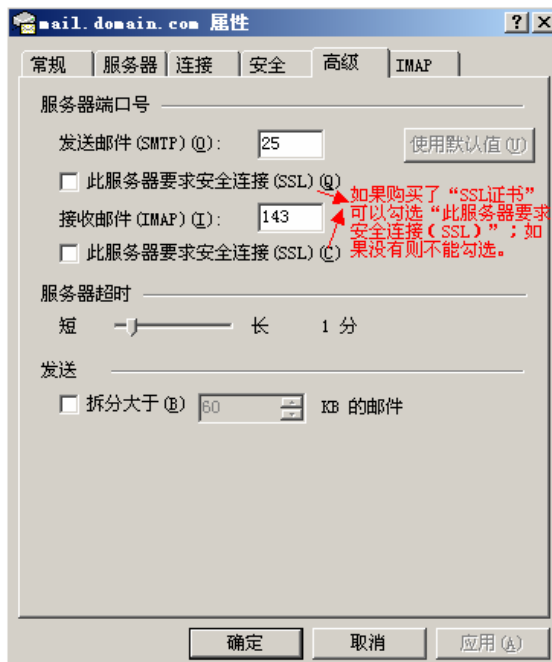 mail.domain.com 属性
常规 服务器 连接 安全 高级 IMAP
服务器端口号
发送邮件(SMTP)(O): 25 使用默认值(U)
此服务器要求安全连接(SSL)(Q)
如果购买了“SSL证书”
可以勾选“此服务器要求
安全连接(SSL)”;如
果没有则不能勾选。
接收邮件(IMAP)(I): 143
此服务器要求安全连接(SSL)(C)
服务器超时
短 长 1 分
发送
拆分大于(B) 60 KB 的邮件
确定 取消 应用(A)